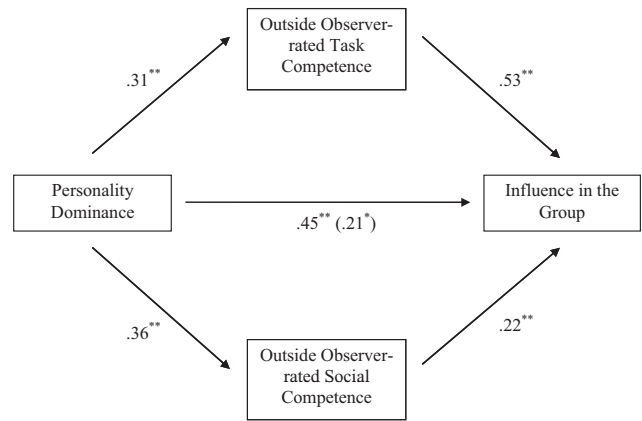 Outside Observer-
rated Task
Competence
.31**
.53**
Personality
Dominance
Influence in the
Group
.45** (.21*)
.36**
.22**
Outside Observer-
rated Social
Competence